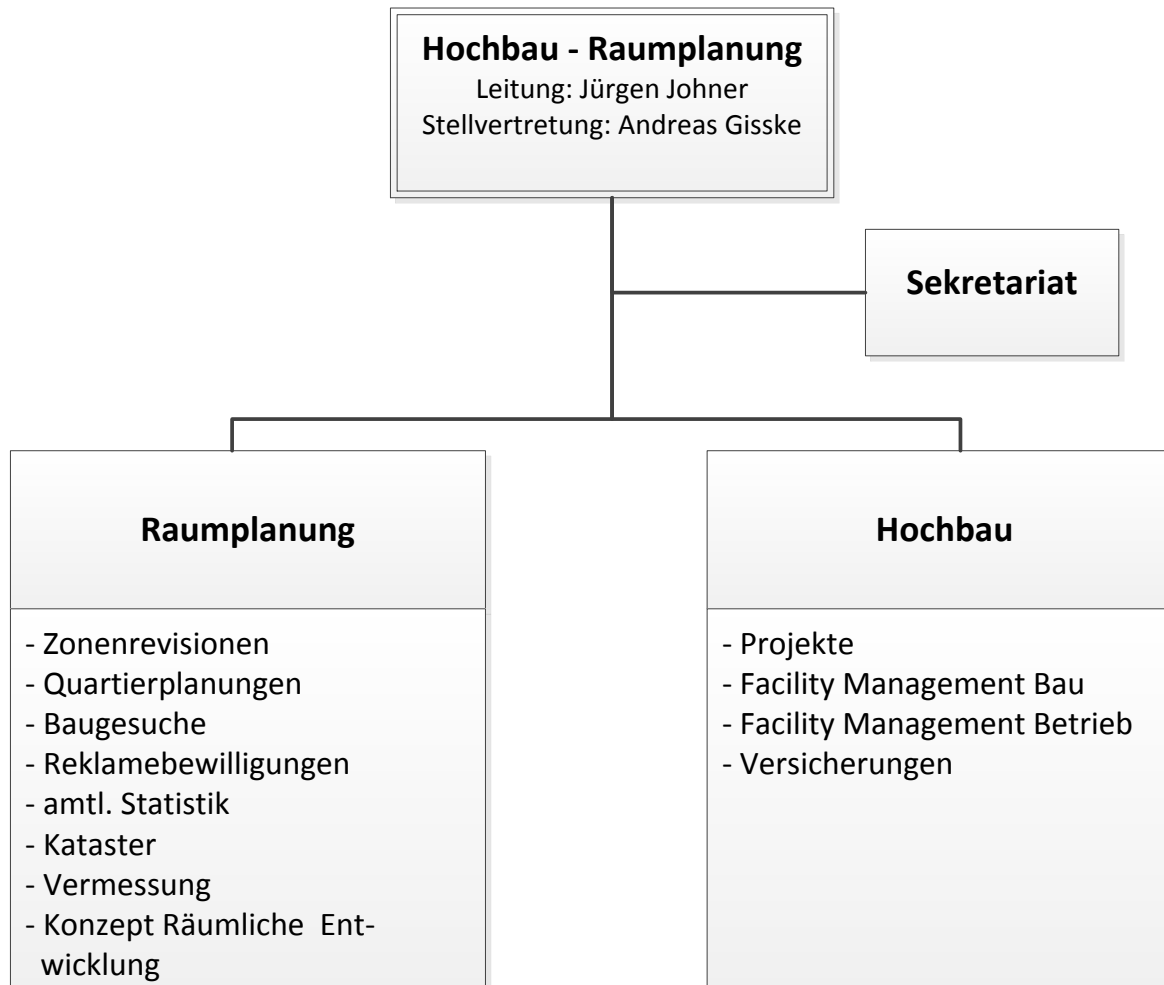 Hochbau - Raumplanung
Leitung: Jürgen Johner
Stellvertretung: Andreas Gisske
Sekretariat
Raumplanung
- Zonenrevisionen
- Quartierplanungen
- Baugesuche
- Reklamebewilligungen
- amtl. Statistik
- Kataster
- Vermessung
- Konzept Räumliche  Ent-
wicklung
Hochbau
- Projekte
- Facility Management Bau
- Facility Management Betrieb
- Versicherungen